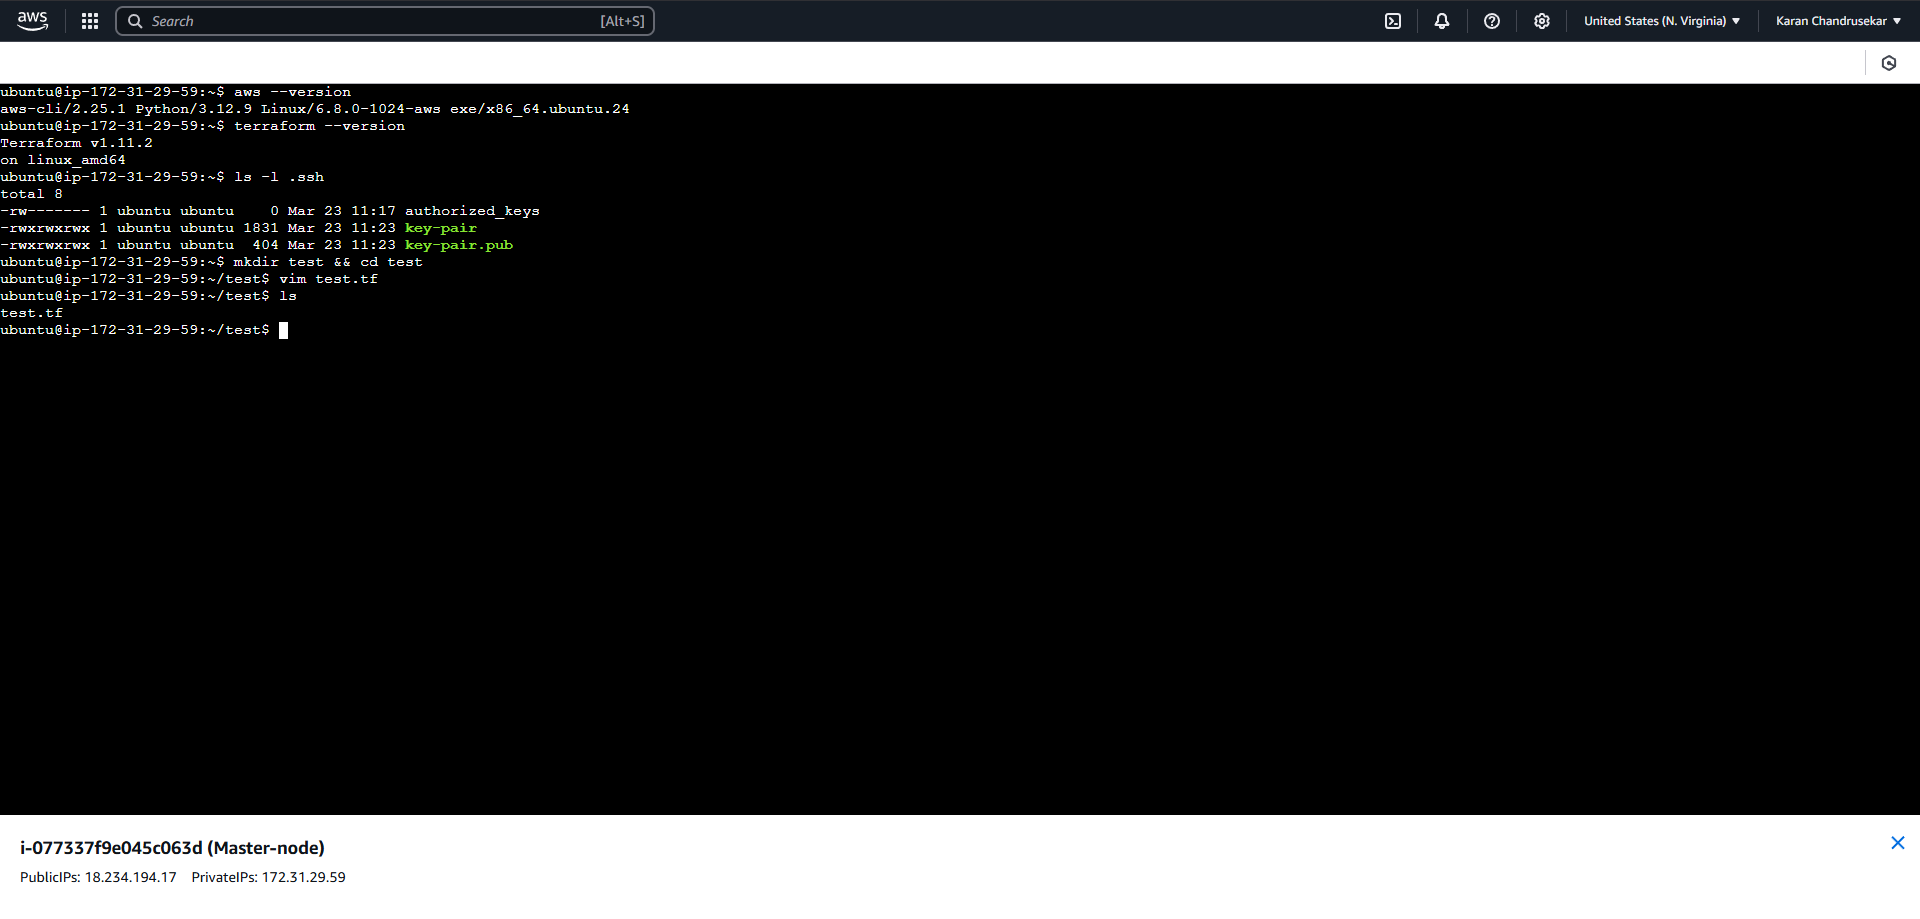 aws
Search [Alt+S] United States (N. Virginia) Karan Chandrusekar
ubuntu@ip-172-31-29-59:~$ aws --version
aws-cli/2.25.1 Python/3.12.9 Linux/6.8.0-1024-aws exe/x86_64.ubuntu.24
ubuntu@ip-172-31-29-59:~$ terraform --version
Terraform v1.11.2
on linux_amd64
ubuntu@ip-172-31-29-59:~$ ls -l .ssh
total 8
-rw------- 1 ubuntu ubuntu    0 Mar 23 11:17 authorized_keys
-rwxrwxrwx 1 ubuntu ubuntu 1831 Mar 23 11:23 key-pair
-rwxrwxrwx 1 ubuntu ubuntu  404 Mar 23 11:23 key-pair.pub
ubuntu@ip-172-31-29-59:~$ mkdir test && cd test
ubuntu@ip-172-31-29-59:~/test$ vim test.tf
ubuntu@ip-172-31-29-59:~/test$ ls
test.tf
ubuntu@ip-172-31-29-59:~/test$
i-077337f9e045c063d (Master-node)
PublicIPs: 18.234.194.17 PrivateIPs: 172.31.29.59